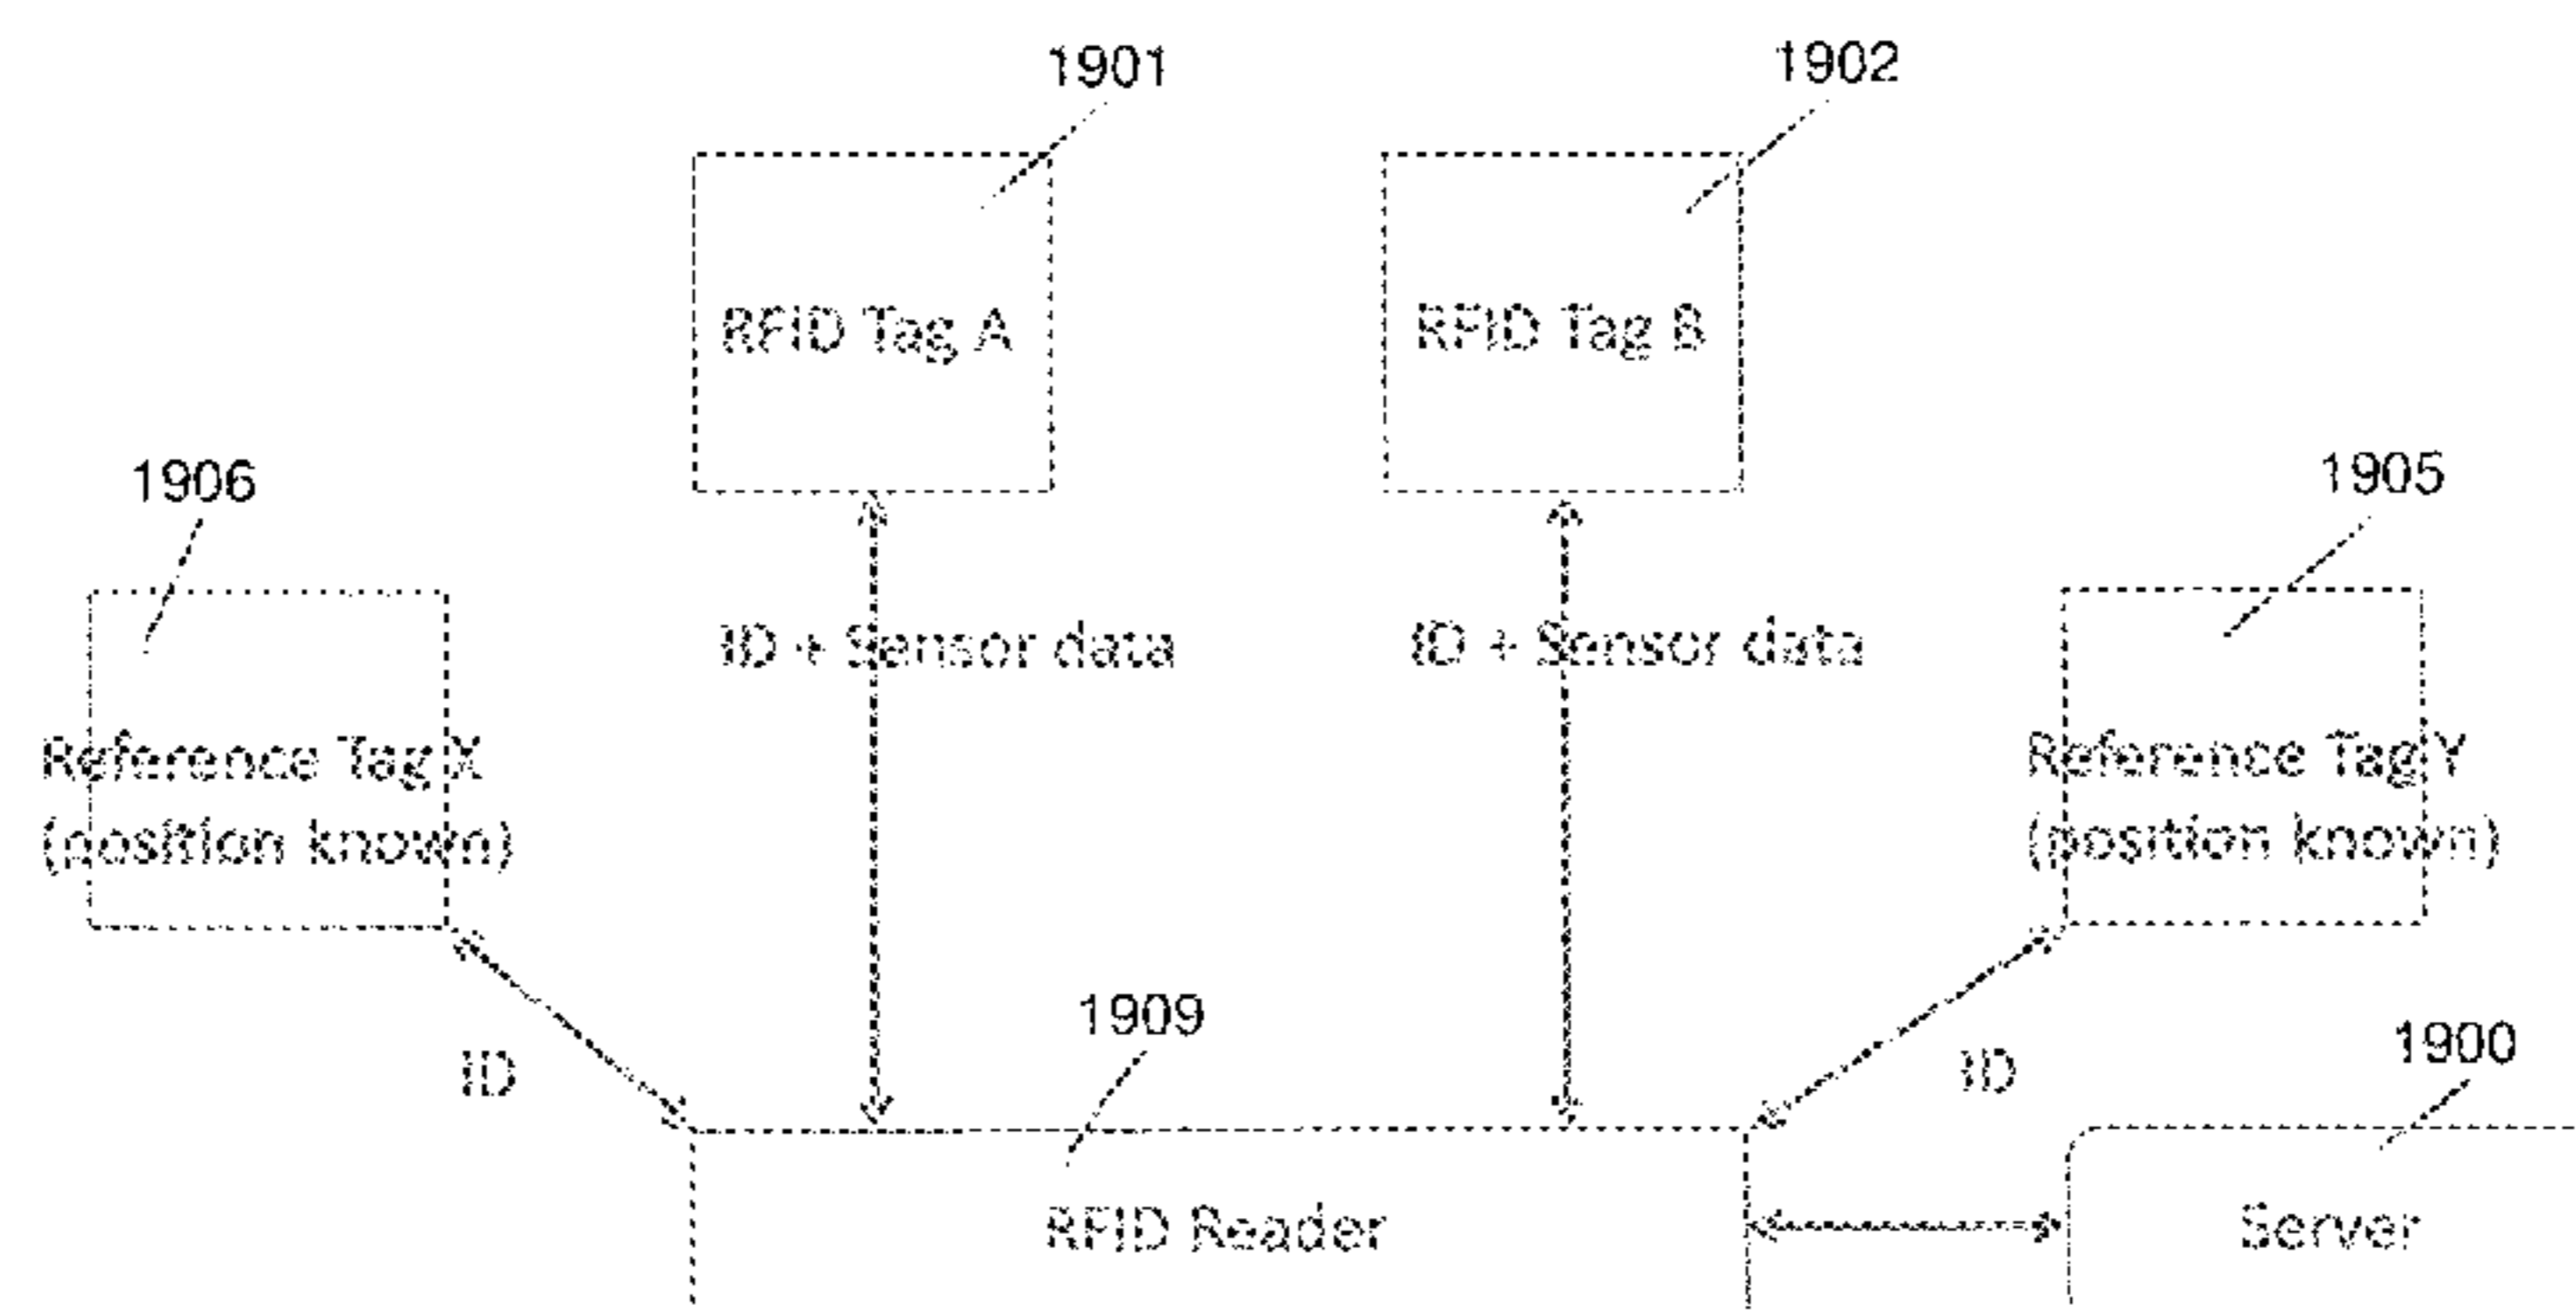 1901
1902
RFID Tag A
RFID Tag B
1906
1905
ID + Sensor data
ID + Sensor data
Reference Tag X
(position known)
Reference Tag Y
(position known)
1909
1900
ID
ID
RFID Reader
Server